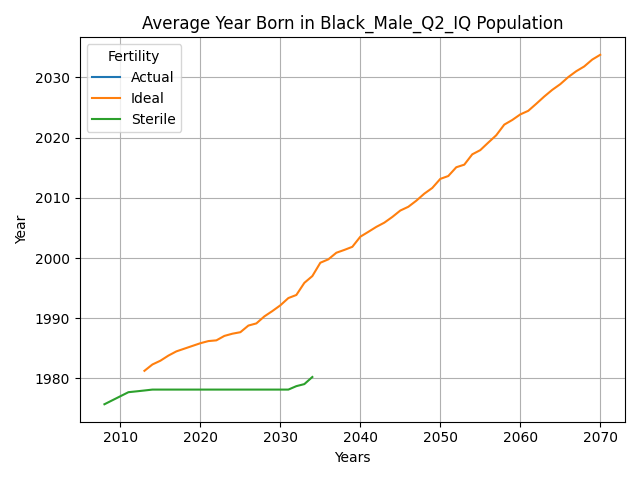 Average Year Born in Black_Male_Q2_IQ Population
Fertility
Actual
Ideal
Sterile
Year
2030
2020
2010
2000
1990
1980
2010 2020 2030 2040 2050 2060 2070
Years